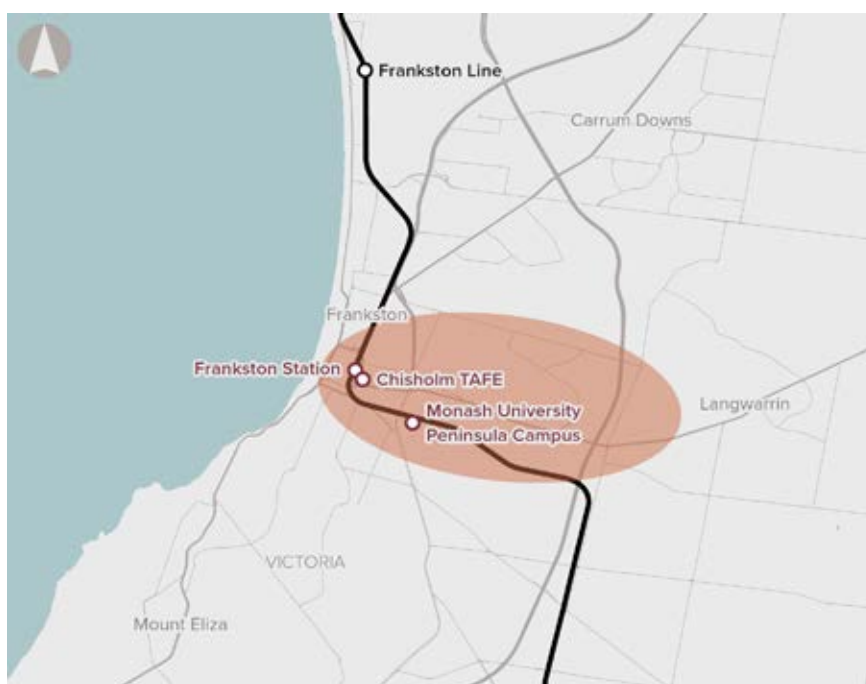 Frankston Line
Carrum Downs
Frankston
Frankston Station
Chisholm TAFE
Langwarrin
Monash University
Peninsula Campus
VICTORIA
Mount Eliza